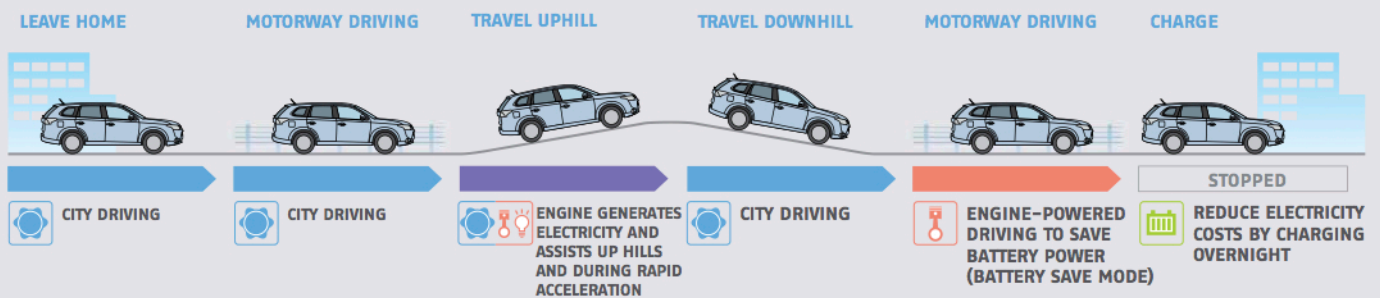 LEAVE HOME
MOTORWAY DRIVING
TRAVEL UPHILL
TRAVEL DOWNHILL
MOTORWAY DRIVING
CHARGE
STOPPED
CITY DRIVING
CITY DRIVING
ENGINE GENERATES
ELECTRICITY AND
ASSISTS UP HILLS
AND DURING RAPID
ACCELERATION
CITY DRIVING
ENGINE-POWERED
DRIVING TO SAVE
BATTERY POWER
(BATTERY SAVE MODE)
REDUCE ELECTRICITY
COSTS BY CHARGING
OVERNIGHT